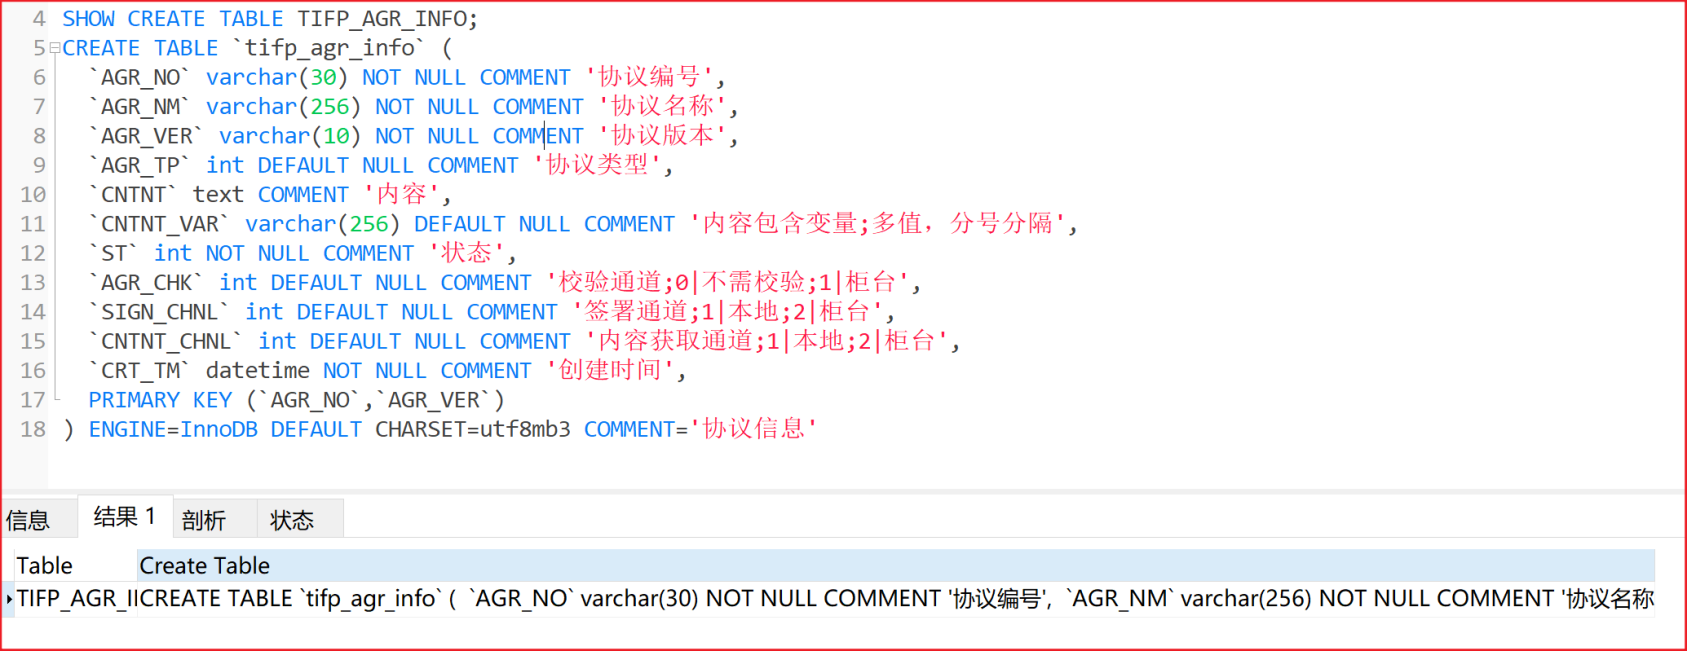 4 SHOW CREATE TABLE TIFP_AGR_INFO;
5 CREATE TABLE `tifp_agr_info` (
6 `AGR_NO` varchar(30) NOT NULL COMMENT '协议编号',
7 `AGR_NM` varchar(256) NOT NULL COMMENT '协议名称',
8 `AGR_VER` varchar(10) NOT NULL COMMENT '协议版本',
9 `AGR_TP` int DEFAULT NULL COMMENT '协议类型',
10 `CNTNT` text COMMENT '内容',
11 `CNTNT_VAR` varchar(256) DEFAULT NULL COMMENT '内容包含变量;多值，分号分隔',
12 `ST` int NOT NULL COMMENT '状态',
13 `AGR_CHK` int DEFAULT NULL COMMENT '校验通道;0|不需校验;1|柜台',
14 `SIGN_CHNL` int DEFAULT NULL COMMENT '签署通道;1|本地;2|柜台',
15 `CNTNT_CHNL` int DEFAULT NULL COMMENT '内容获取通道;1|本地;2|柜台',
16 `CRT_TM` datetime NOT NULL COMMENT '创建时间',
17 PRIMARY KEY (`AGR_NO`,`AGR_VER`)
18 ) ENGINE=InnoDB DEFAULT CHARSET=utf8mb3 COMMENT='协议信息'
信息 结果 1 剖析 状态
Table Create Table
TIFP_AGR_II CREATE TABLE `tifp_agr_info` ( `AGR_NO` varchar(30) NOT NULL COMMENT '协议编号', `AGR_NM` varchar(256) NOT NULL COMMENT '协议名称